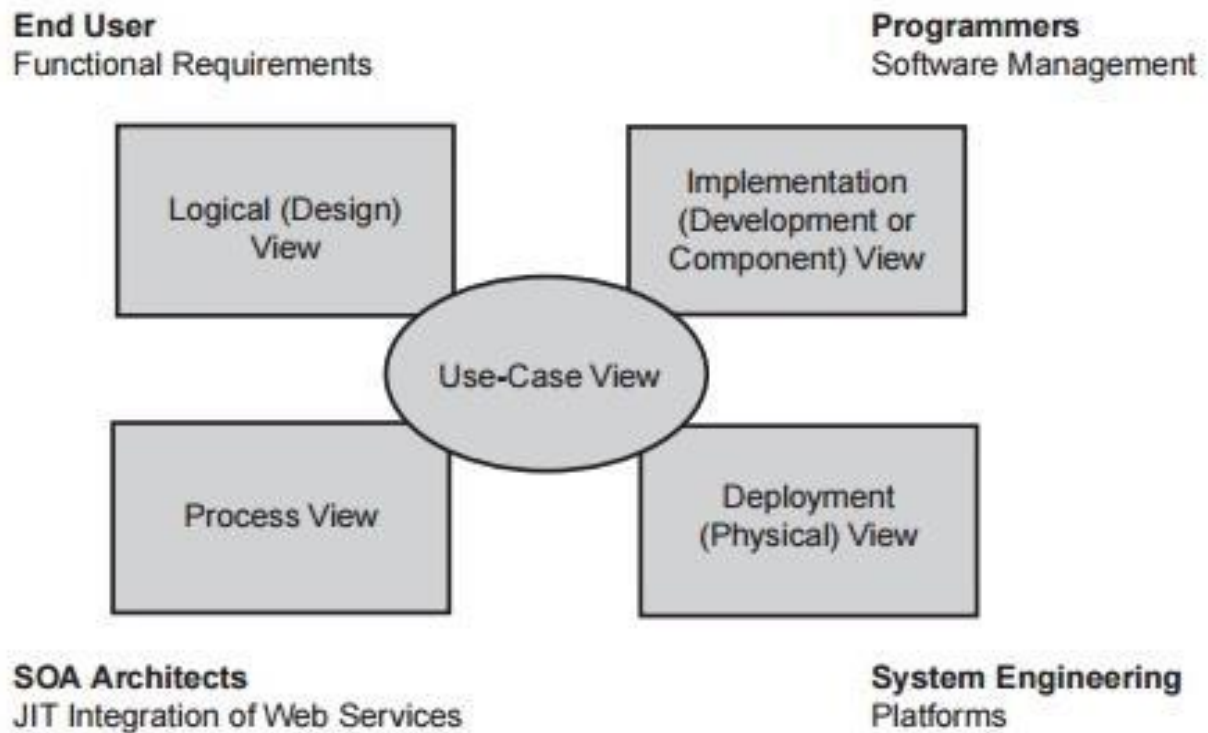 End User
Functional Requirements
Programmers
Software Management
Logical (Design)
View
Implementation
(Development or
Component) View
Use-Case View
Process View
Deployment
(Physical) View
SOA Architects
JIT Integration of Web Services
System Engineering
Platforms